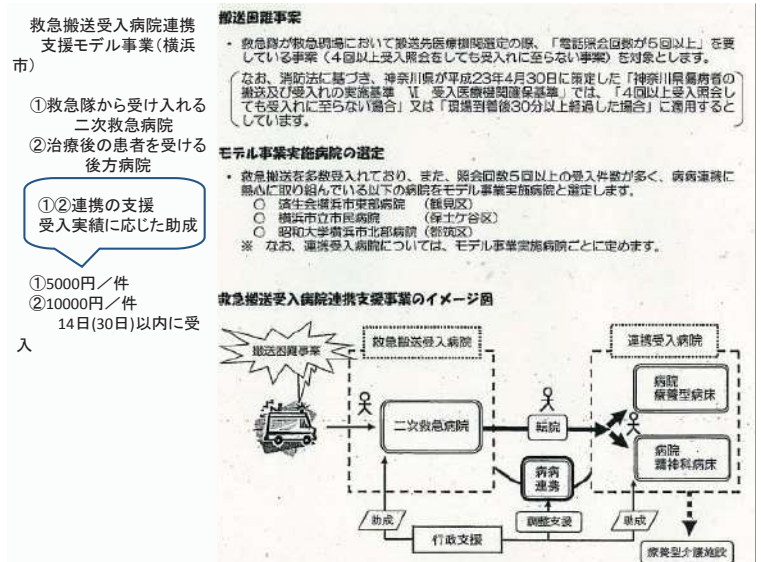 救急搬送受入病院連携
支援モデル事業(横浜
市)
①救急隊から受け入れる
二次救急病院
②治療後の患者を受ける
後方病院
①②連携の支援
受入実績に応じた助成
①5000円／件
②10000円／件
14日(30日)以内に受
入
搬送困難事案
・ 救急隊が救急現場において搬送先医療機関選定の際、「電話照会回数が5回以上」を要
している事案(4回以上受入照会をしても受入れに至らない事案)を対象とします。
なお、消防法に基づき、神奈川県が平成23年4月30日に策定した「神奈川県傷病者の
搬送及び受入れの実施基準 Ⅵ 受入医療機関確保基準」では、「4回以上受入照会し
ても受入れに至らない場合」又は「現場到着後30分以上経過した場合」に適用すると
しています。
モデル事業実施病院の選定
・ 救急搬送を多数受入れており、また、照会回数5回以上の受入件数が多く、病病連携に
熱心に取り組んでいる以下の病院をモデル事業実施病院と選定します。
○ 済生会横浜市東部病院 (鶴見区)
○ 横浜市立市民病院 (保土ケ谷区)
○ 昭和大学横浜市北部病院 (都筑区)
※ なお、連携受入病院については、モデル事業実施病院ごとに定めます。
救急搬送受入病院連携支援事業のイメージ図
搬送困難事案
救急搬送受入病院
連携受入病院
二次救急病院
転院
病院
療養型病床
病院
精神科病床
病病
連携
助成
調整支援
助成
行政支援
療養型介護施設